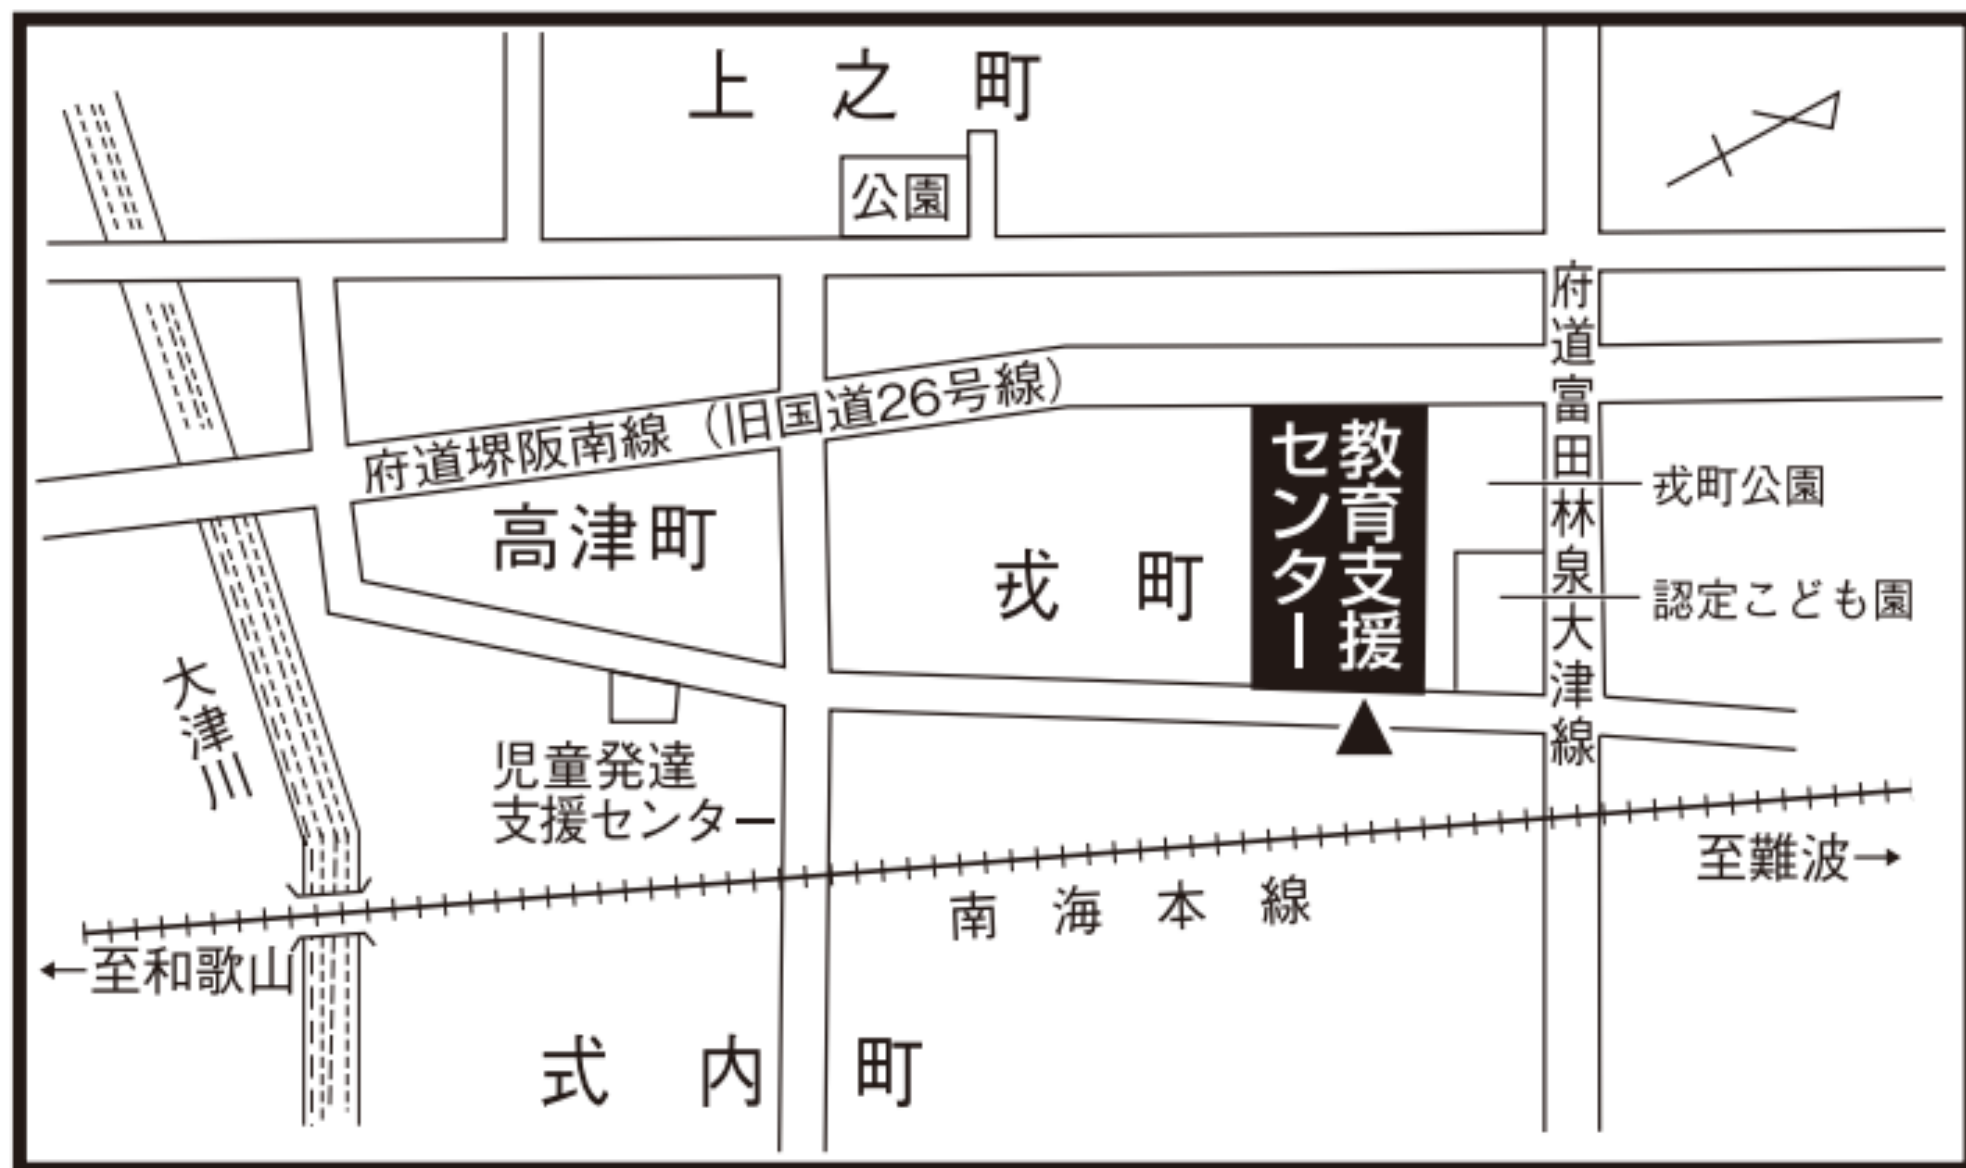 上之町
公園
府道堺阪南線（旧国道26号線）
府道富田林泉大津線
高津町
戎町
教育支援
センター
戎町公園
認定こども園
大津川
児童発達
支援センター
南海本線
至難波→
←至和歌山
式内町